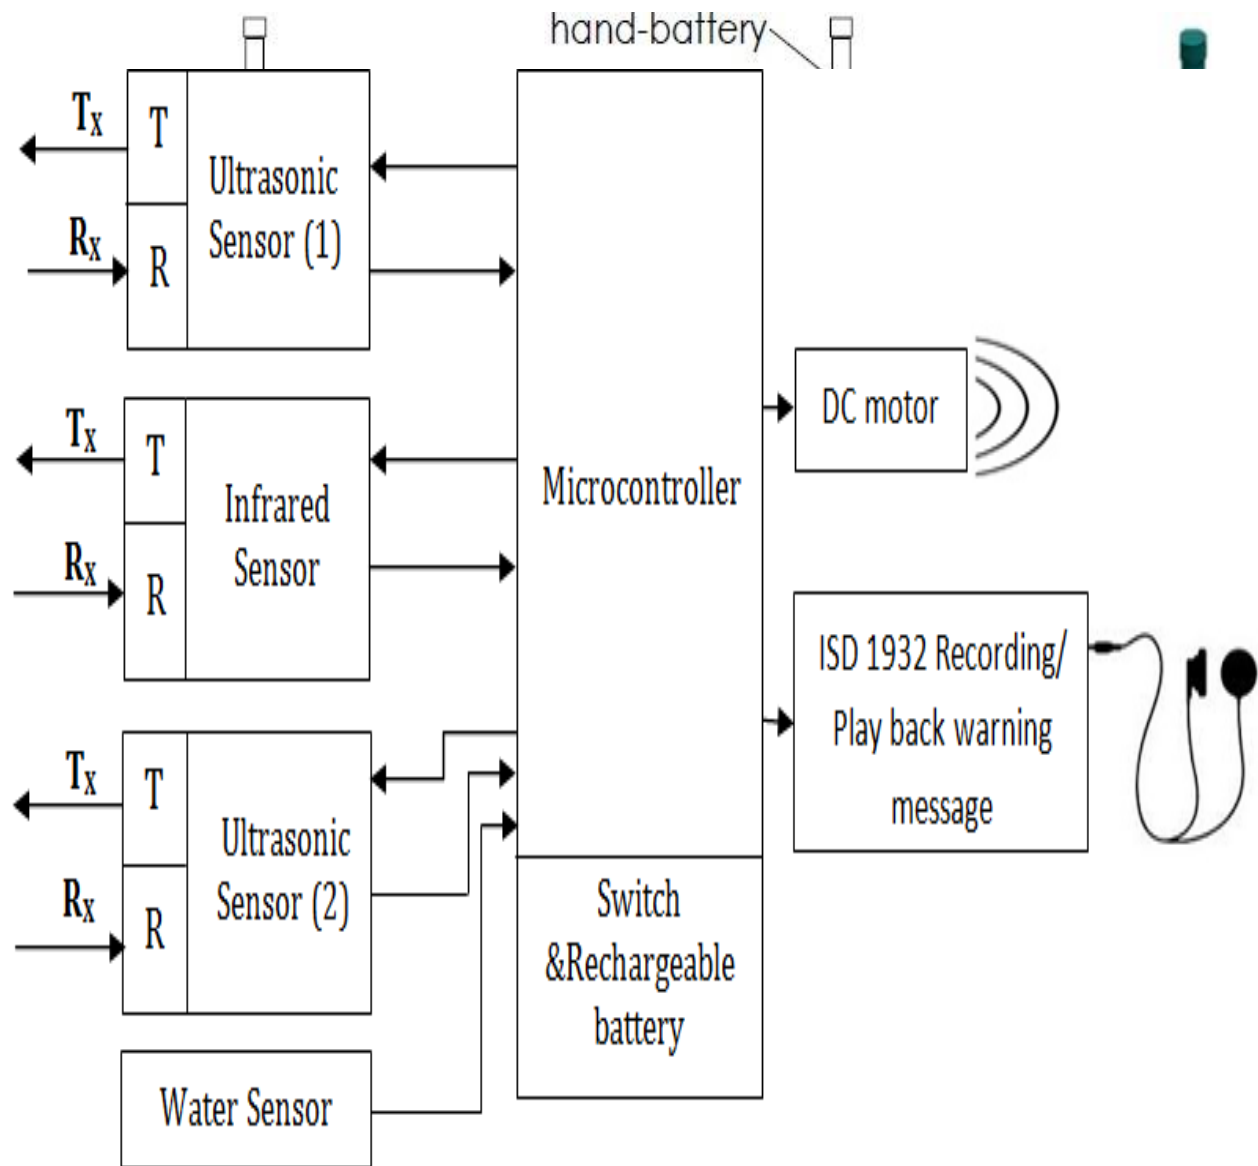 hand-battery
Tx
T
Rx
R
Ultrasonic
Sensor (1)
Tx
T
Rx
R
Infrared
Sensor
Tx
T
Rx
R
Ultrasonic
Sensor (2)
Water Sensor
Microcontroller
Switch
&Rechargeable
battery
DC motor
ISD 1932 Recording/
Play back warning
message